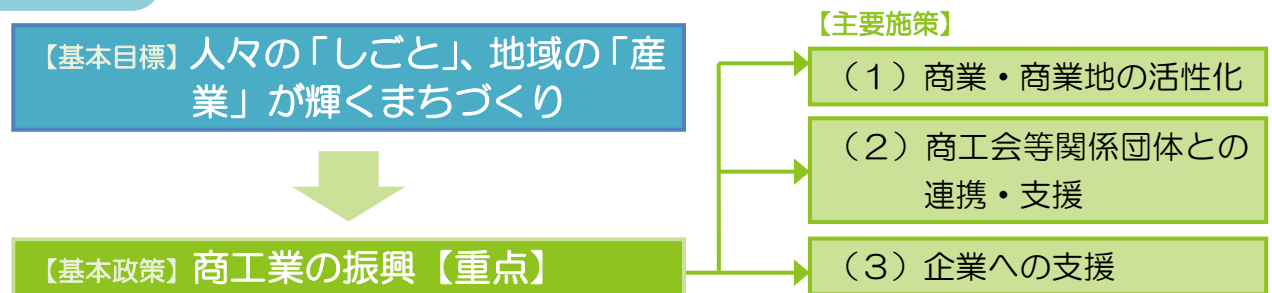 【基本目標】人々の「しごと」、地域の「産
業」が輝くまちづくり
【基本政策】商工業の振興【重点】
【主要施策】
（1）商業・商業地の活性化
（2）商工会等関係団体との
連携・支援
（3）企業への支援